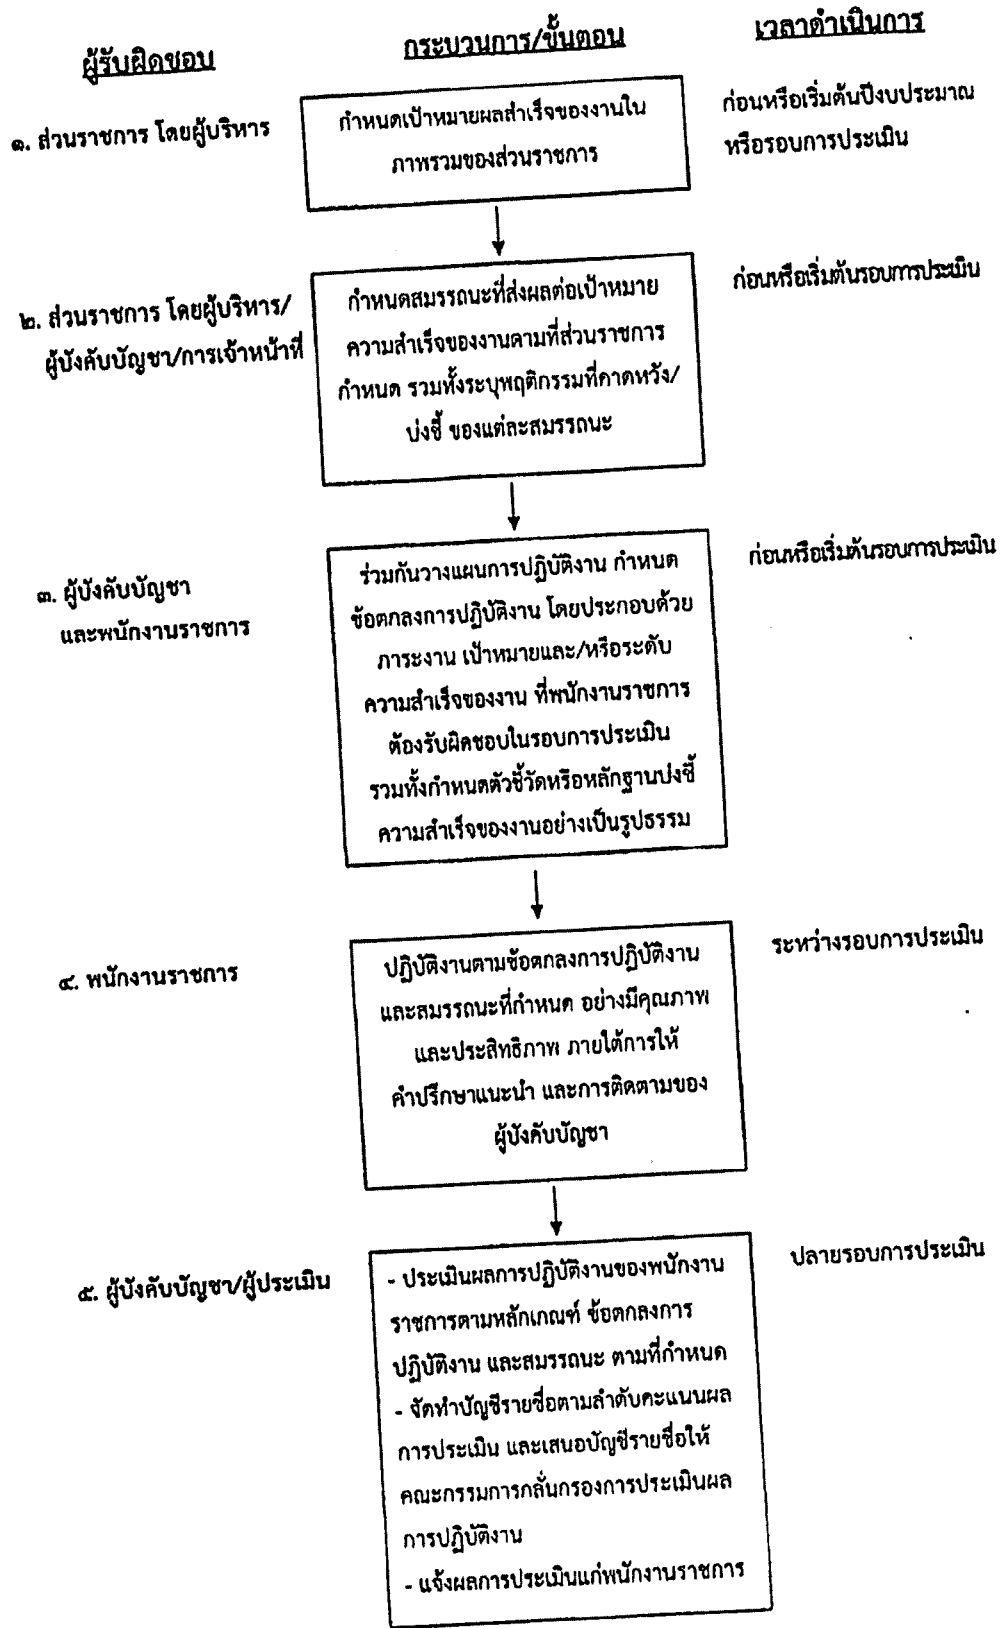 ผู้รับผิดชอบ
กระบวนการ/ขั้นตอน
เวลาดำเนินการ
๑. ส่วนราชการ โดยผู้บริหาร
กำหนดเป้าหมายผลสำเร็จของงานใน
ภาพรวมของส่วนราชการ
ก่อนหรือเริ่มต้นปีงบประมาณ
หรือรอบการประเมิน
๒. ส่วนราชการ โดยผู้บริหาร/
ผู้บังคับบัญชา/การเจ้าหน้าที่
กำหนดสมรรถนะที่ส่งผลต่อเป้าหมาย
ความสำเร็จของงานตามที่ส่วนราชการ
กำหนด รวมทั้งระบุพฤติกรรมที่คาดหวัง/
บ่งชี้ ของแต่ละสมรรถนะ
ก่อนหรือเริ่มต้นรอบการประเมิน
๓. ผู้บังคับบัญชา
และพนักงานราชการ
ร่วมกันวางแผนการปฏิบัติงาน กำหนด
ข้อตกลงการปฏิบัติงาน โดยประกอบด้วย
ภาระงาน เป้าหมายและ/หรือระดับ
ความสำเร็จของงาน ที่พนักงานราชการ
ต้องรับผิดชอบในรอบการประเมิน
รวมทั้งกำหนดตัวชี้วัดหรือหลักฐานบ่งชี้
ความสำเร็จของงานอย่างเป็นรูปธรรม
ก่อนหรือเริ่มต้นรอบการประเมิน
๔. พนักงานราชการ
ปฏิบัติงานตามข้อตกลงการปฏิบัติงาน
และสมรรถนะที่กำหนด อย่างมีคุณภาพ
และประสิทธิภาพ ภายใต้การให้
คำปรึกษาแนะนำ และการติดตามของ
ผู้บังคับบัญชา
ระหว่างรอบการประเมิน
๕. ผู้บังคับบัญชา/ผู้ประเมิน
- ประเมินผลการปฏิบัติงานของพนักงาน
ราชการตามหลักเกณฑ์ ข้อตกลงการ
ปฏิบัติงาน และสมรรถนะ ตามที่กำหนด
- จัดทำบัญชีรายชื่อตามลำดับคะแนนผล
การประเมิน และเสนอบัญชีรายชื่อให้
คณะกรรมการกลั่นกรองการประเมินผล
การปฏิบัติงาน
- แจ้งผลการประเมินแก่พนักงานราชการ
ปลายรอบการประเมิน